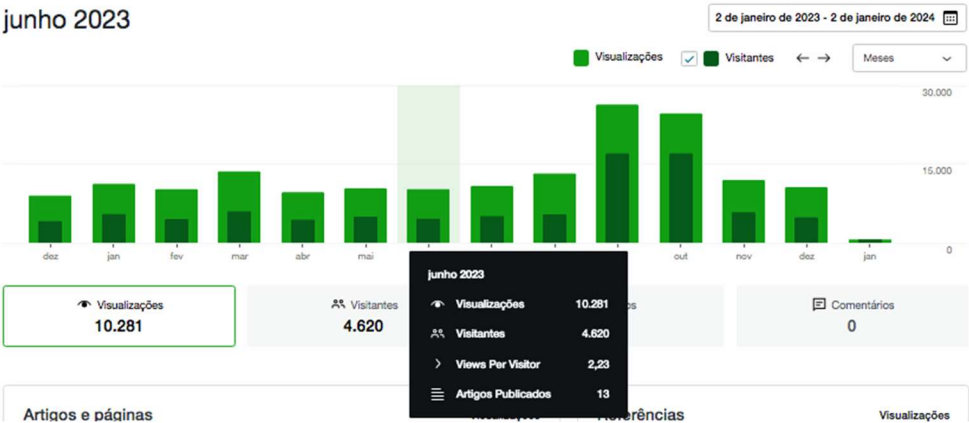 junho 2023
2 de janeiro de 2023 - 2 de janeiro de 2024
Visualizações
Visitantes
Meses
30.000
15.000
0
dez
jan
fev
mar
abr
mai
out
nov
dez
jan
Visualizações
10.281
Visitantes
4.620
Comentários
0
junho 2023
Visualizações 10.281
Visitantes 4.620
Views Per Visitor 2,23
Artigos Publicados 13
Artigos e páginas
Visualizações